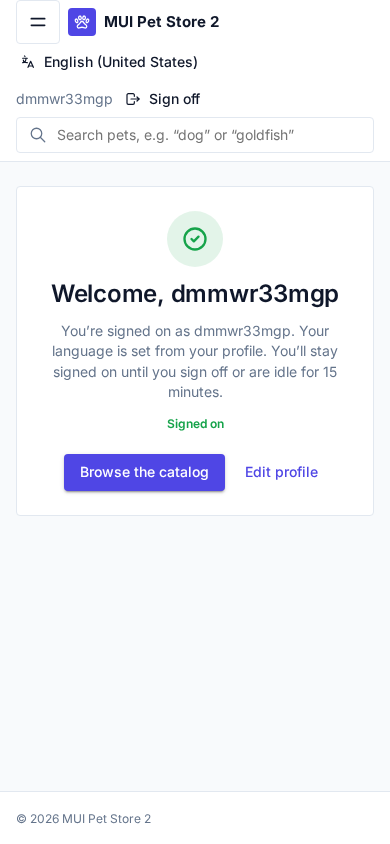 MUI Pet Store 2
English (United States)
dmmwr33mgp Sign off
Search pets, e.g. “dog” or “goldfish”
Welcome, dmmwr33mgp
You’re signed on as dmmwr33mgp. Your
language is set from your profile. You’ll stay
signed on until you sign off or are idle for 15
minutes.
Signed on
Browse the catalog Edit profile
© 2026 MUI Pet Store 2